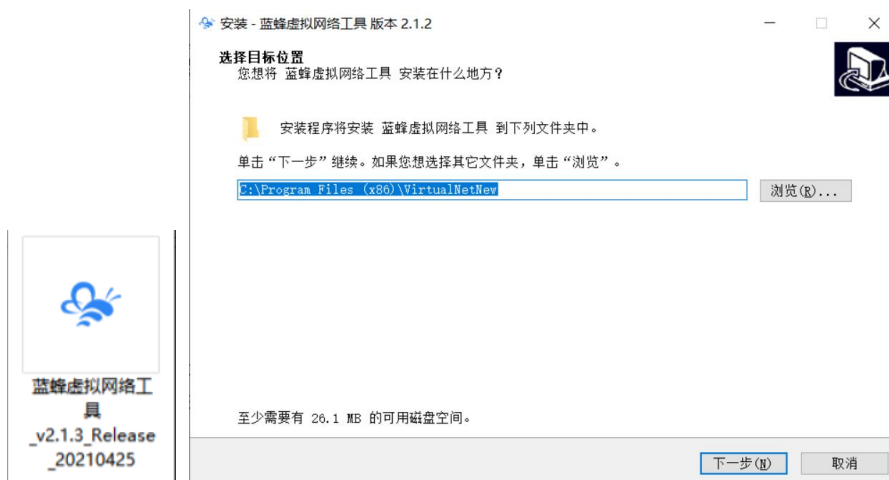 安装 - 蓝蜂虚拟网络工具 版本 2.1.2
选择目标位置
您想将 蓝蜂虚拟网络工具 安装在什么地方？
安装程序将安装 蓝蜂虚拟网络工具 到下列文件夹中。
单击“下一步”继续。如果您想选择其它文件夹，单击“浏览”。
C:\Program Files (x86)\VirtualNetNew
浏览(R)...
至少需要有 26.1 MB 的可用磁盘空间。
下一步(N)
取消
蓝蜂虚拟网络工
具
_v2.1.3_Release
_20210425